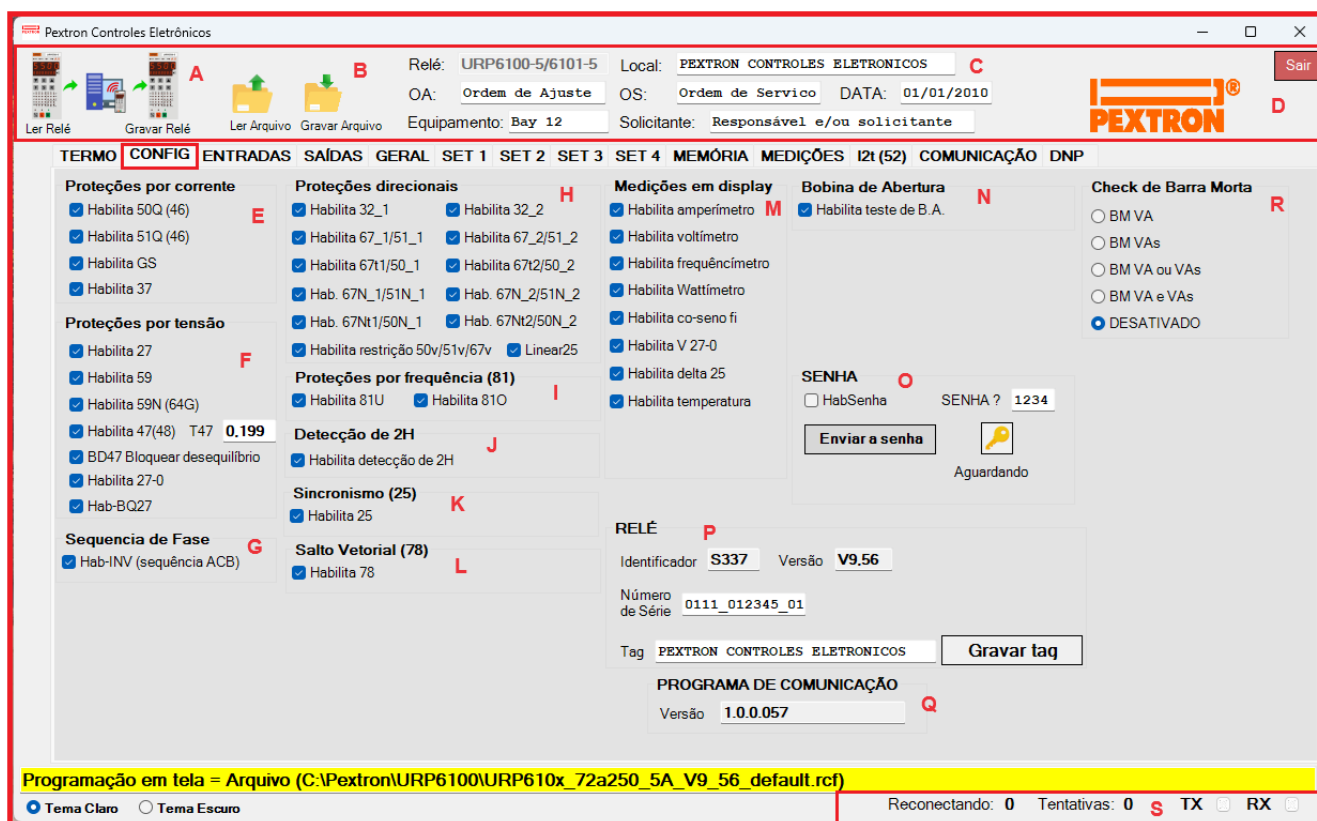 Pextron Controles Eletrônicos
A
B
Relé: URP6100-5/6101-5 Local: PEXTRON CONTROLES ELETRONICOS C
Sair
OA: Ordem de Ajuste OS: Ordem de Servico DATA: 01/01/2010
D
Ler Relé Gravar Relé Ler Arquivo Gravar Arquivo Equipamento: Bay 12 Solicitante: Responsável e/ou solicitante
PEXTRON®
TERMO CONFIG ENTRADAS SAÍDAS GERAL SET 1 SET 2 SET 3 SET 4 MEMÓRIA MEDIÇÕES I2t (52) COMUNICAÇÃO DNP
Proteções por corrente
Habilita 50Q (46) E
Habilita 51Q (46)
Habilita GS
Habilita 37
Proteções por tensão
Habilita 27 F
Habilita 59
Habilita 59N (64G)
Habilita 47(48) T47 0.199
BD47 Bloquear desequilíbrio
Habilita 27-0
Hab-BQ27
Sequencia de Fase
Hab-INV (sequência ACB) G
Proteções direcionais H
Habilita 32_1 Habilita 32_2
Habilita 67_1/51_1 Habilita 67_2/51_2
Habilita 67t1/50_1 Habilita 67t2/50_2
Hab. 67N_1/51N_1 Hab. 67N_2/51N_2
Hab. 67Nt1/50N_1 Hab. 67Nt2/50N_2
Habilita restrição 50v/51v/67v Linear25
Proteções por frequência (81)
Habilita 81U Habilita 81O I
Detecção de 2H J
Habilita detecção de 2H
Sincronismo (25)
Habilita 25 K
Salto Vetorial (78)
Habilita 78 L
Medições em display
Habilita amperímetro M
Habilita voltímetro
Habilita frequêncímetro
Habilita Wattímetro
Habilita co-seno fi
Habilita V 27-0
Habilita delta 25
Habilita temperatura
Bobina de Abertura
Habilita teste de B.A. N
SENHA O
HabSenha SENHA ? 1234
Enviar a senha
Aguardando
RELÉ P
Identificador S337 Versão V9.56
Número
de Série 0111_012345_01
Tag PEXTRON CONTROLES ELETRONICOS Gravar tag
PROGRAMA DE COMUNICAÇÃO
Versão 1.0.0.057 Q
Check de Barra Morta
BM VA R
BM VAs
BM VA ou VAs
BM VA e VAs
DESATIVADO
Programação em tela = Arquivo (C:\Pextron\URP6100\URP610x_72a250_5A_V9_56_default.rcf)
Tema Claro Tema Escuro Reconectando: 0 Tentativas: 0 S TX RX